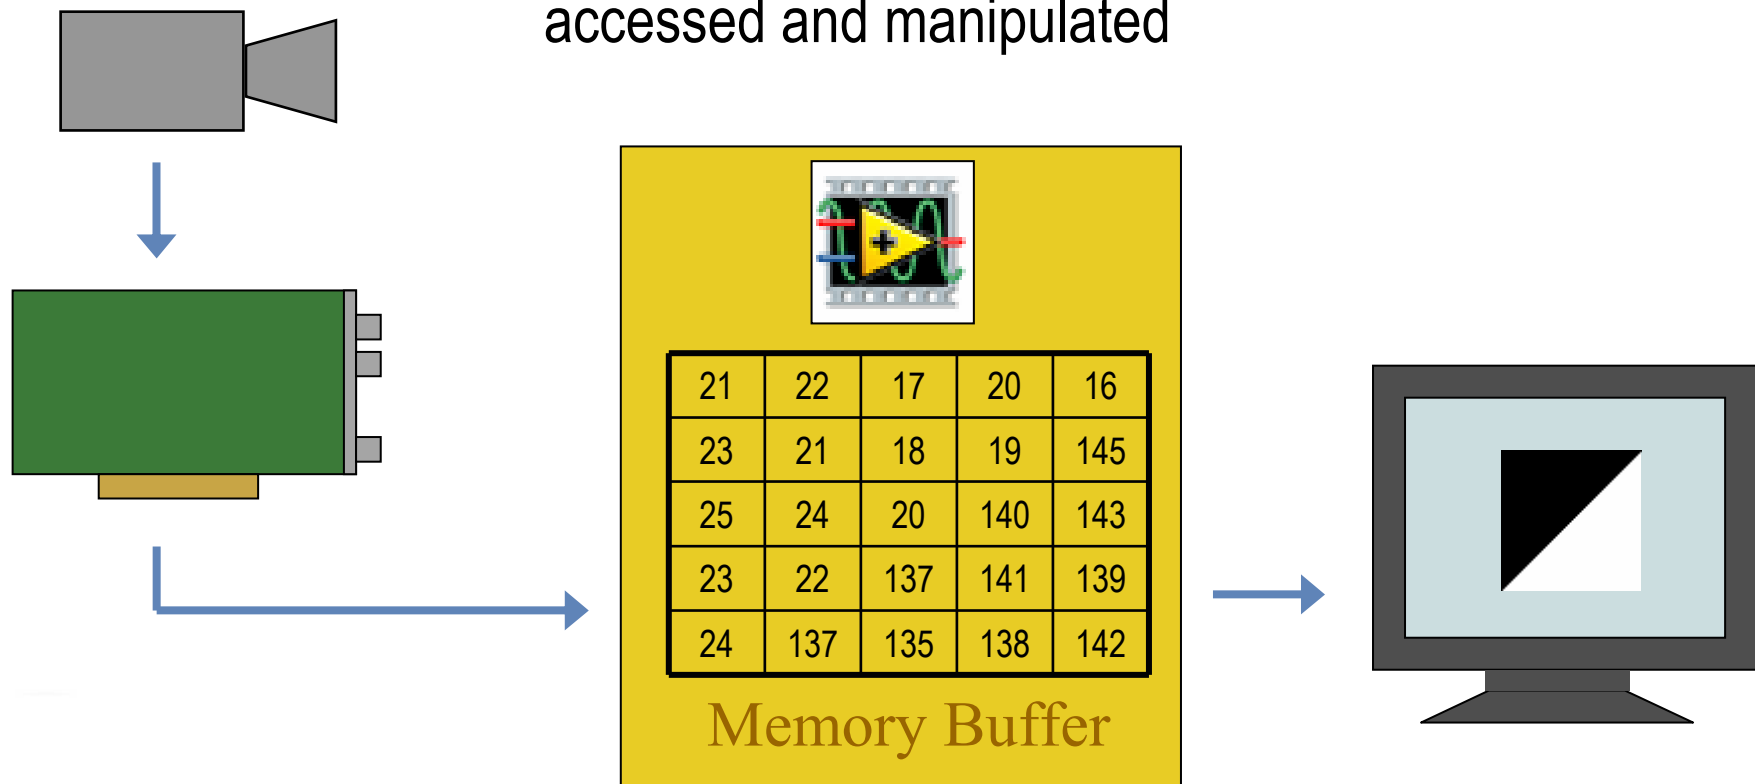 accessed and manipulated
21 22 17 20 16
23 21 18 19 145
25 24 20 140 143
23 22 137 141 139
24 137 135 138 142
Memory Buffer